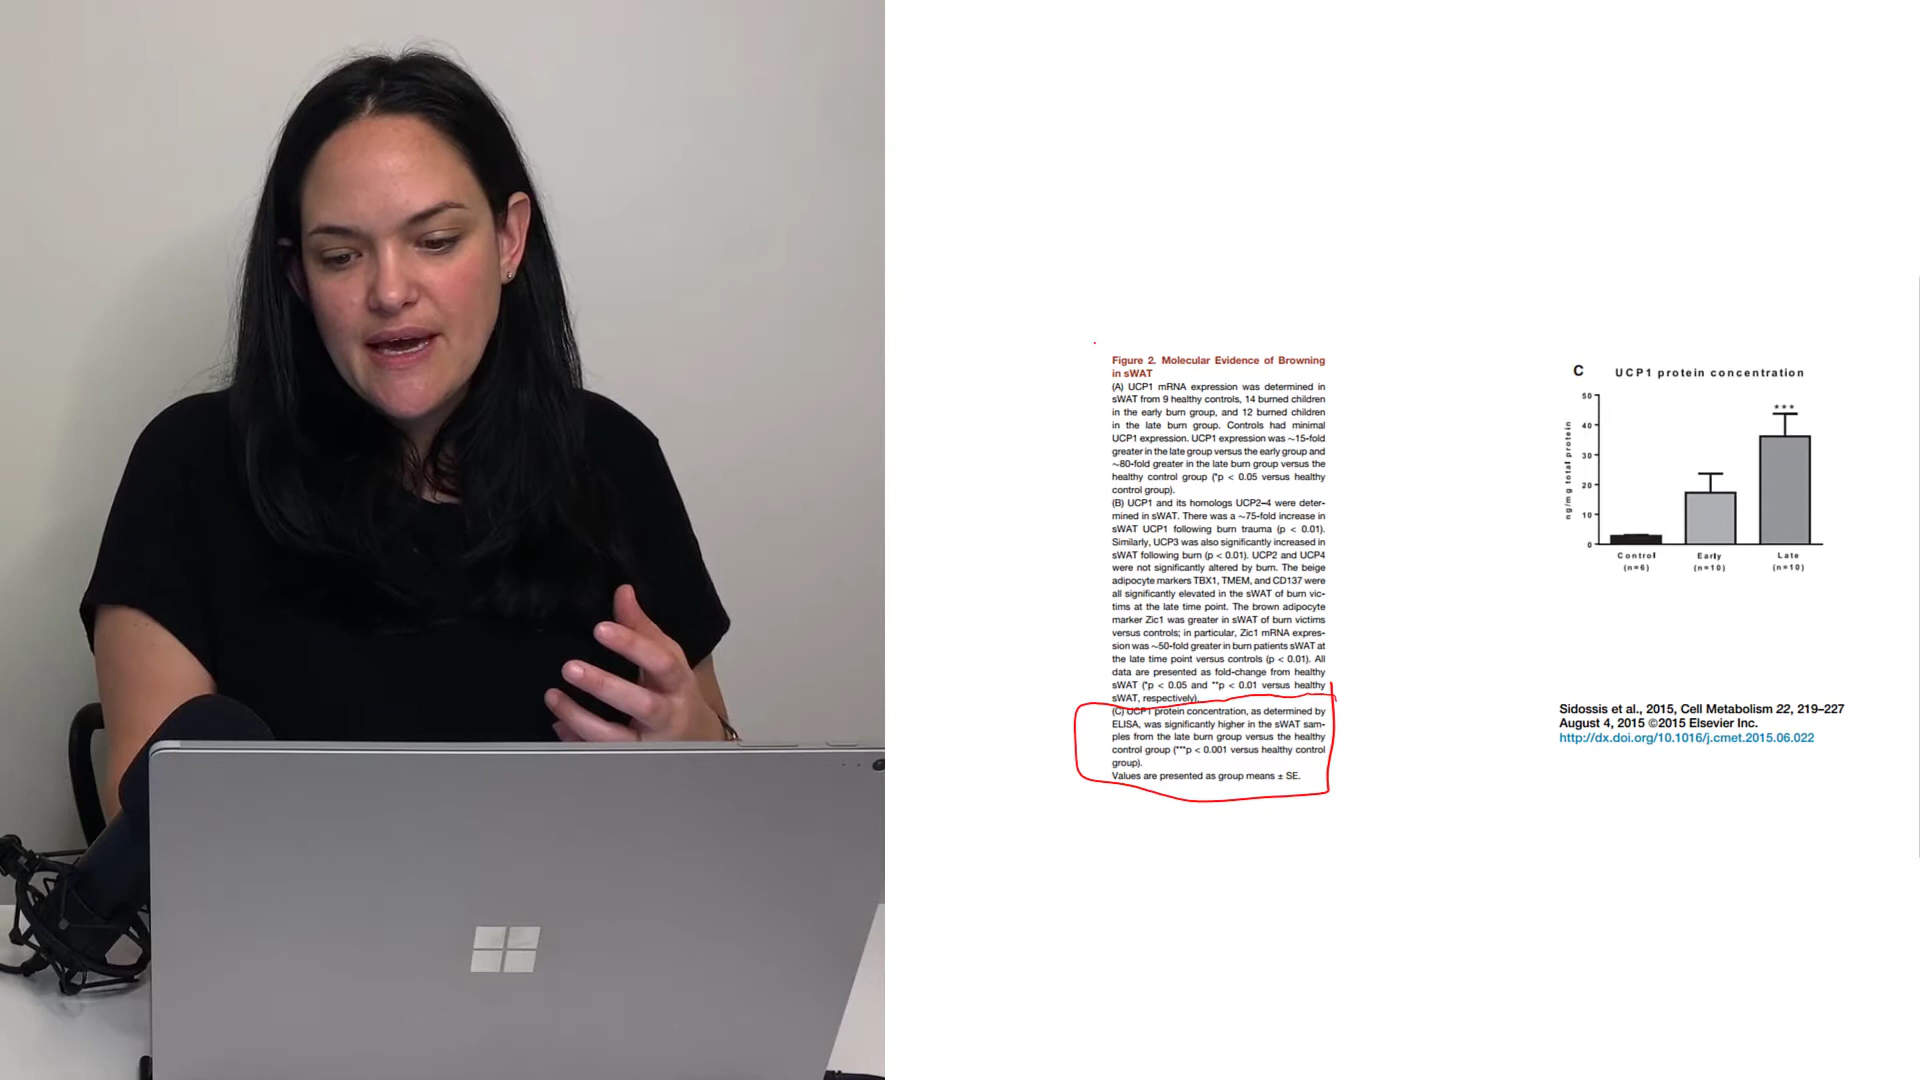 Figure 2. Molecular Evidence of Browning
in sWAT
(A) UCP1 mRNA expression was determined in
sWAT from 9 healthy controls, 14 burned children
in the early burn group, and 12 burned children
in the late burn group. Controls had minimal
UCP1 expression. UCP1 expression was ~15-fold
greater in the late group versus the early group and
~80-fold greater in the late burn group versus the
healthy control group (*p < 0.05 versus healthy
control group).
(B) UCP1 and its homologs UCP2–4 were deter-
mined in sWAT. There was a ~75-fold increase in
sWAT UCP1 following burn trauma (p < 0.01).
Similarly, UCP3 was also significantly increased in
sWAT following burn (p < 0.01). UCP2 and UCP4
were not significantly altered by burn. The beige
adipocyte markers TBX1, TMEM, and CD137 were
all significantly elevated in the sWAT of burn vic-
tims at the late time point. The brown adipocyte
marker Zic1 was greater in sWAT of burn victims
versus controls; in particular, Zic1 mRNA expres-
sion was ~50-fold greater in burn patients sWAT at
the late time point versus controls (p < 0.01). All
data are presented as fold-change from healthy
sWAT (*p < 0.05 and **p < 0.01 versus healthy
sWAT, respectively).
(C) UCP1 protein concentration, as determined by
ELISA, was significantly higher in the sWAT sam-
ples from the late burn group versus the healthy
control group (***p < 0.001 versus healthy control
group).
Values are presented as group means ± SE.
C UCP1 protein concentration
ng/mg total protein
50
40
30
20
10
0
***
Control Early Late
(n=6) (n=10) (n=10)
Sidossis et al., 2015, Cell Metabolism 22, 219–227
August 4, 2015 ©2015 Elsevier Inc.
http://dx.doi.org/10.1016/j.cmet.2015.06.022